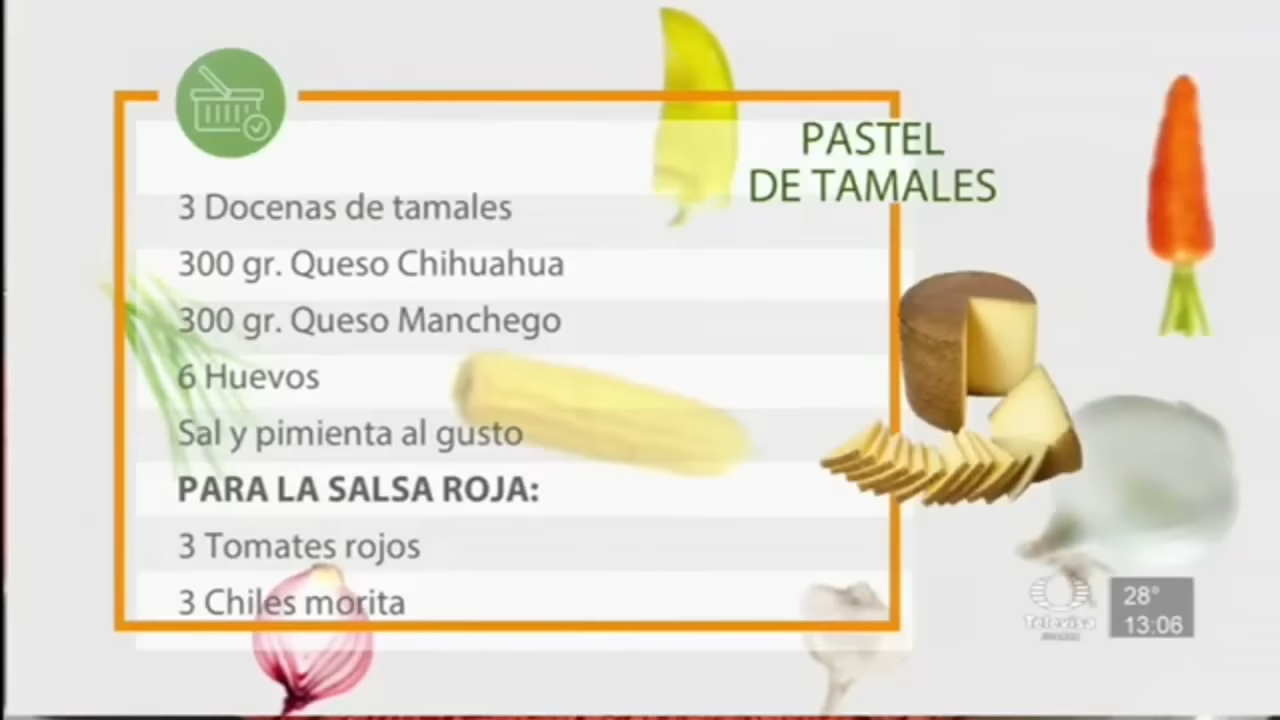 PASTEL
DE TAMALES
3 Docenas de tamales
300 gr. Queso Chihuahua
300 gr. Queso Manchego
6 Huevos
Sal y pimienta al gusto
PARA LA SALSA ROJA:
3 Tomates rojos
3 Chiles morita
Televisa
28°
13:06